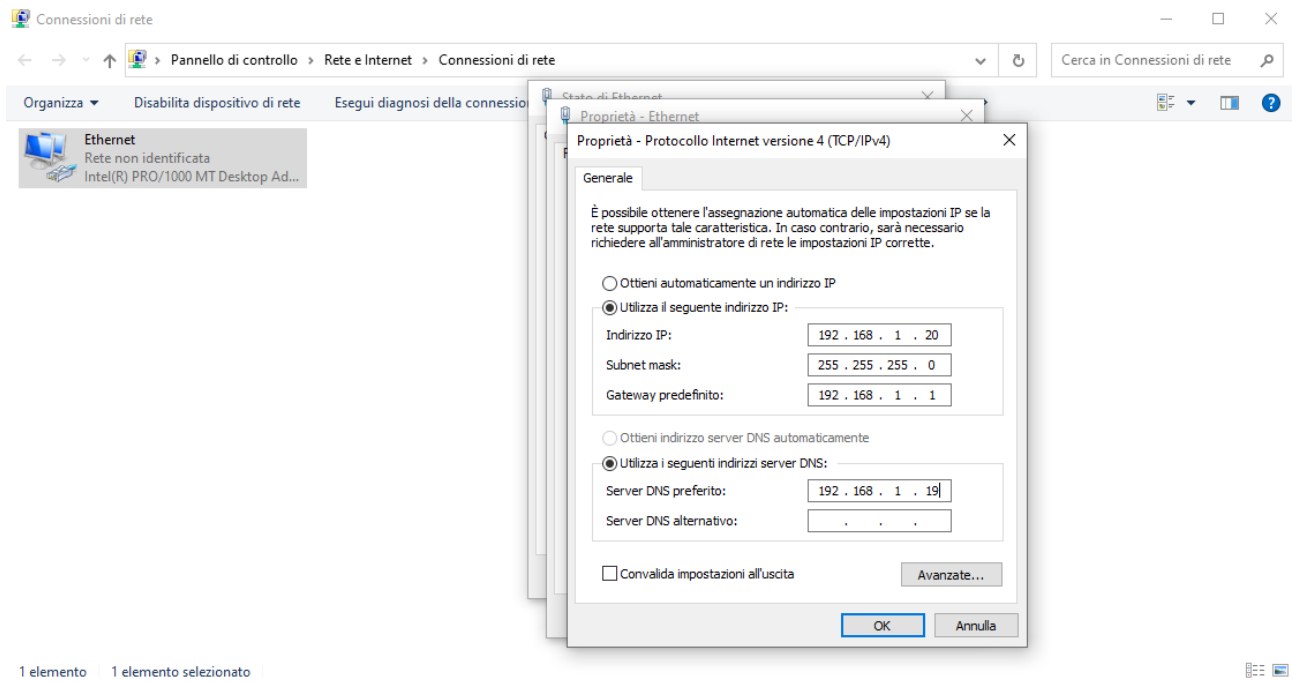 Connessioni di rete
Pannello di controllo › Rete e Internet › Connessioni di rete
Cerca in Connessioni di rete
Organizza
Disabilita dispositivo di rete
Esegui diagnosi della connessio
Ethernet
Rete non identificata
Intel(R) PRO/1000 MT Desktop Ad...
Stato di Ethernet
Proprietà - Ethernet
Proprietà - Protocollo Internet versione 4 (TCP/IPv4)
Generale
È possibile ottenere l'assegnazione automatica delle impostazioni IP se la
rete supporta tale caratteristica. In caso contrario, sarà necessario
richiedere all'amministratore di rete le impostazioni IP corrette.
Ottieni automaticamente un indirizzo IP
Utilizza il seguente indirizzo IP:
Indirizzo IP: 192 . 168 . 1 . 20
Subnet mask: 255 . 255 . 255 . 0
Gateway predefinito: 192 . 168 . 1 . 1
Ottieni indirizzo server DNS automaticamente
Utilizza i seguenti indirizzi server DNS:
Server DNS preferito: 192 . 168 . 1 . 19
Server DNS alternativo: . . .
Convalida impostazioni all'uscita
Avanzate...
OK
Annulla
1 elemento
1 elemento selezionato